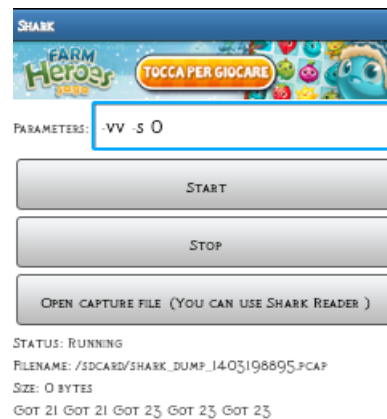 Shark
FARM
Heroes
saga
TOCCA PER GIOCARE
Parameters: -vv -s 0
Start
Stop
Open capture file (You can use Shark Reader )
Status: Running
Filename: /sdcard/shark_dump_1403198895.pcap
Size: 0 bytes
Got 21 Got 21 Got 23 Got 23 Got 23